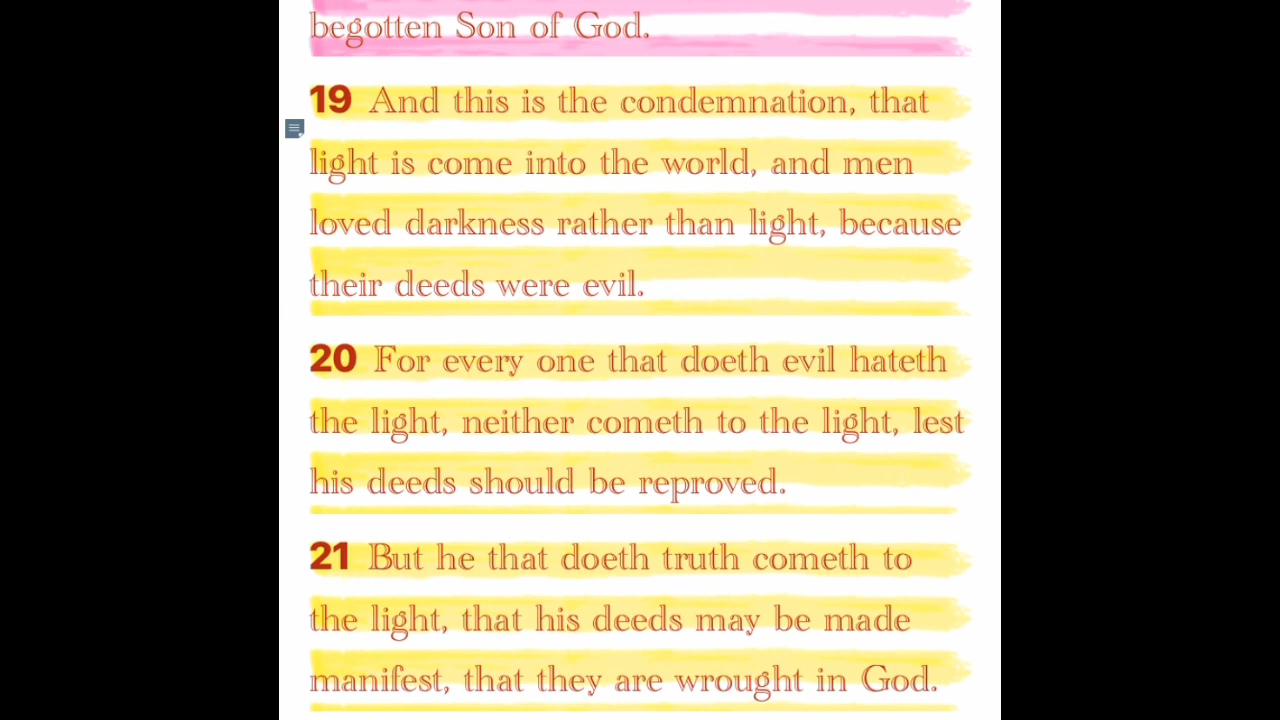 begotten Son of God.
19 And this is the condemnation, that
light is come into the world, and men
loved darkness rather than light, because
their deeds were evil.
20 For every one that doeth evil hateth
the light, neither cometh to the light, lest
his deeds should be reproved.
21 But he that doeth truth cometh to
the light, that his deeds may be made
manifest, that they are wrought in God.